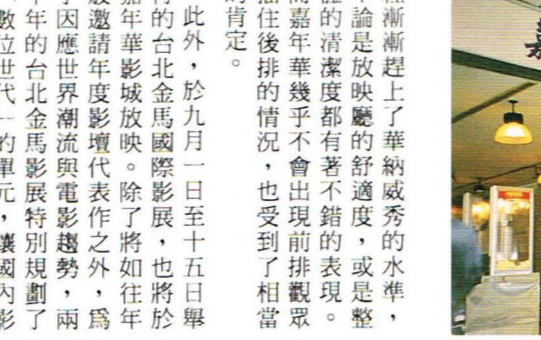 漸漸趕上了華納威秀的水準，
論是放映廳的舒適度，或是整
的清潔度都有著不錯的表現。
嘉年華幾乎不會出現前排觀眾
住後排的情況，也受到了相當
的肯定。
此外，於九月一日至十五日舉
的台北金馬國際影展，也將於
嘉年華影城放映。除了將如往年
般邀請年度影壇代表作之外，爲
因應世界潮流與電影趨勢，兩
年的台北金馬影展特別規劃了
數位世代」的單元，讓國內影
嘉